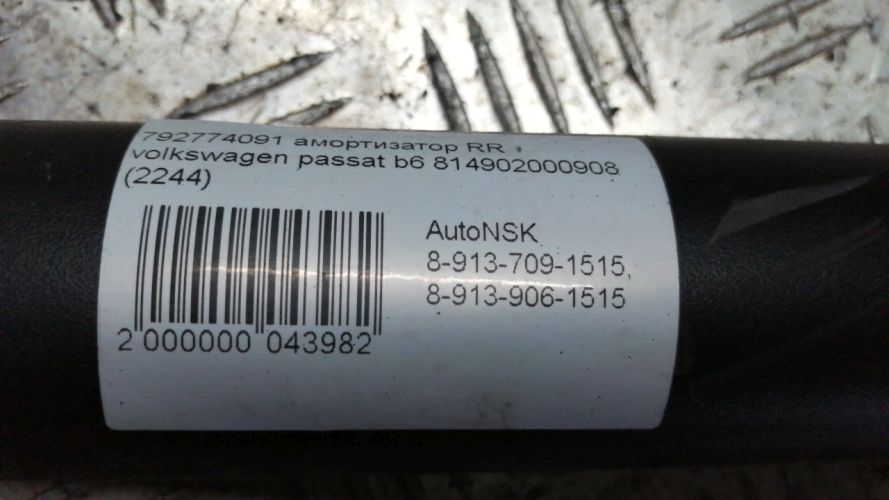 792774091 амортизатор RR
volkswagen passat b6 814902000908
(2244)
AutoNSK
8-913-709-1515,
8-913-906-1515
2 000000 043982